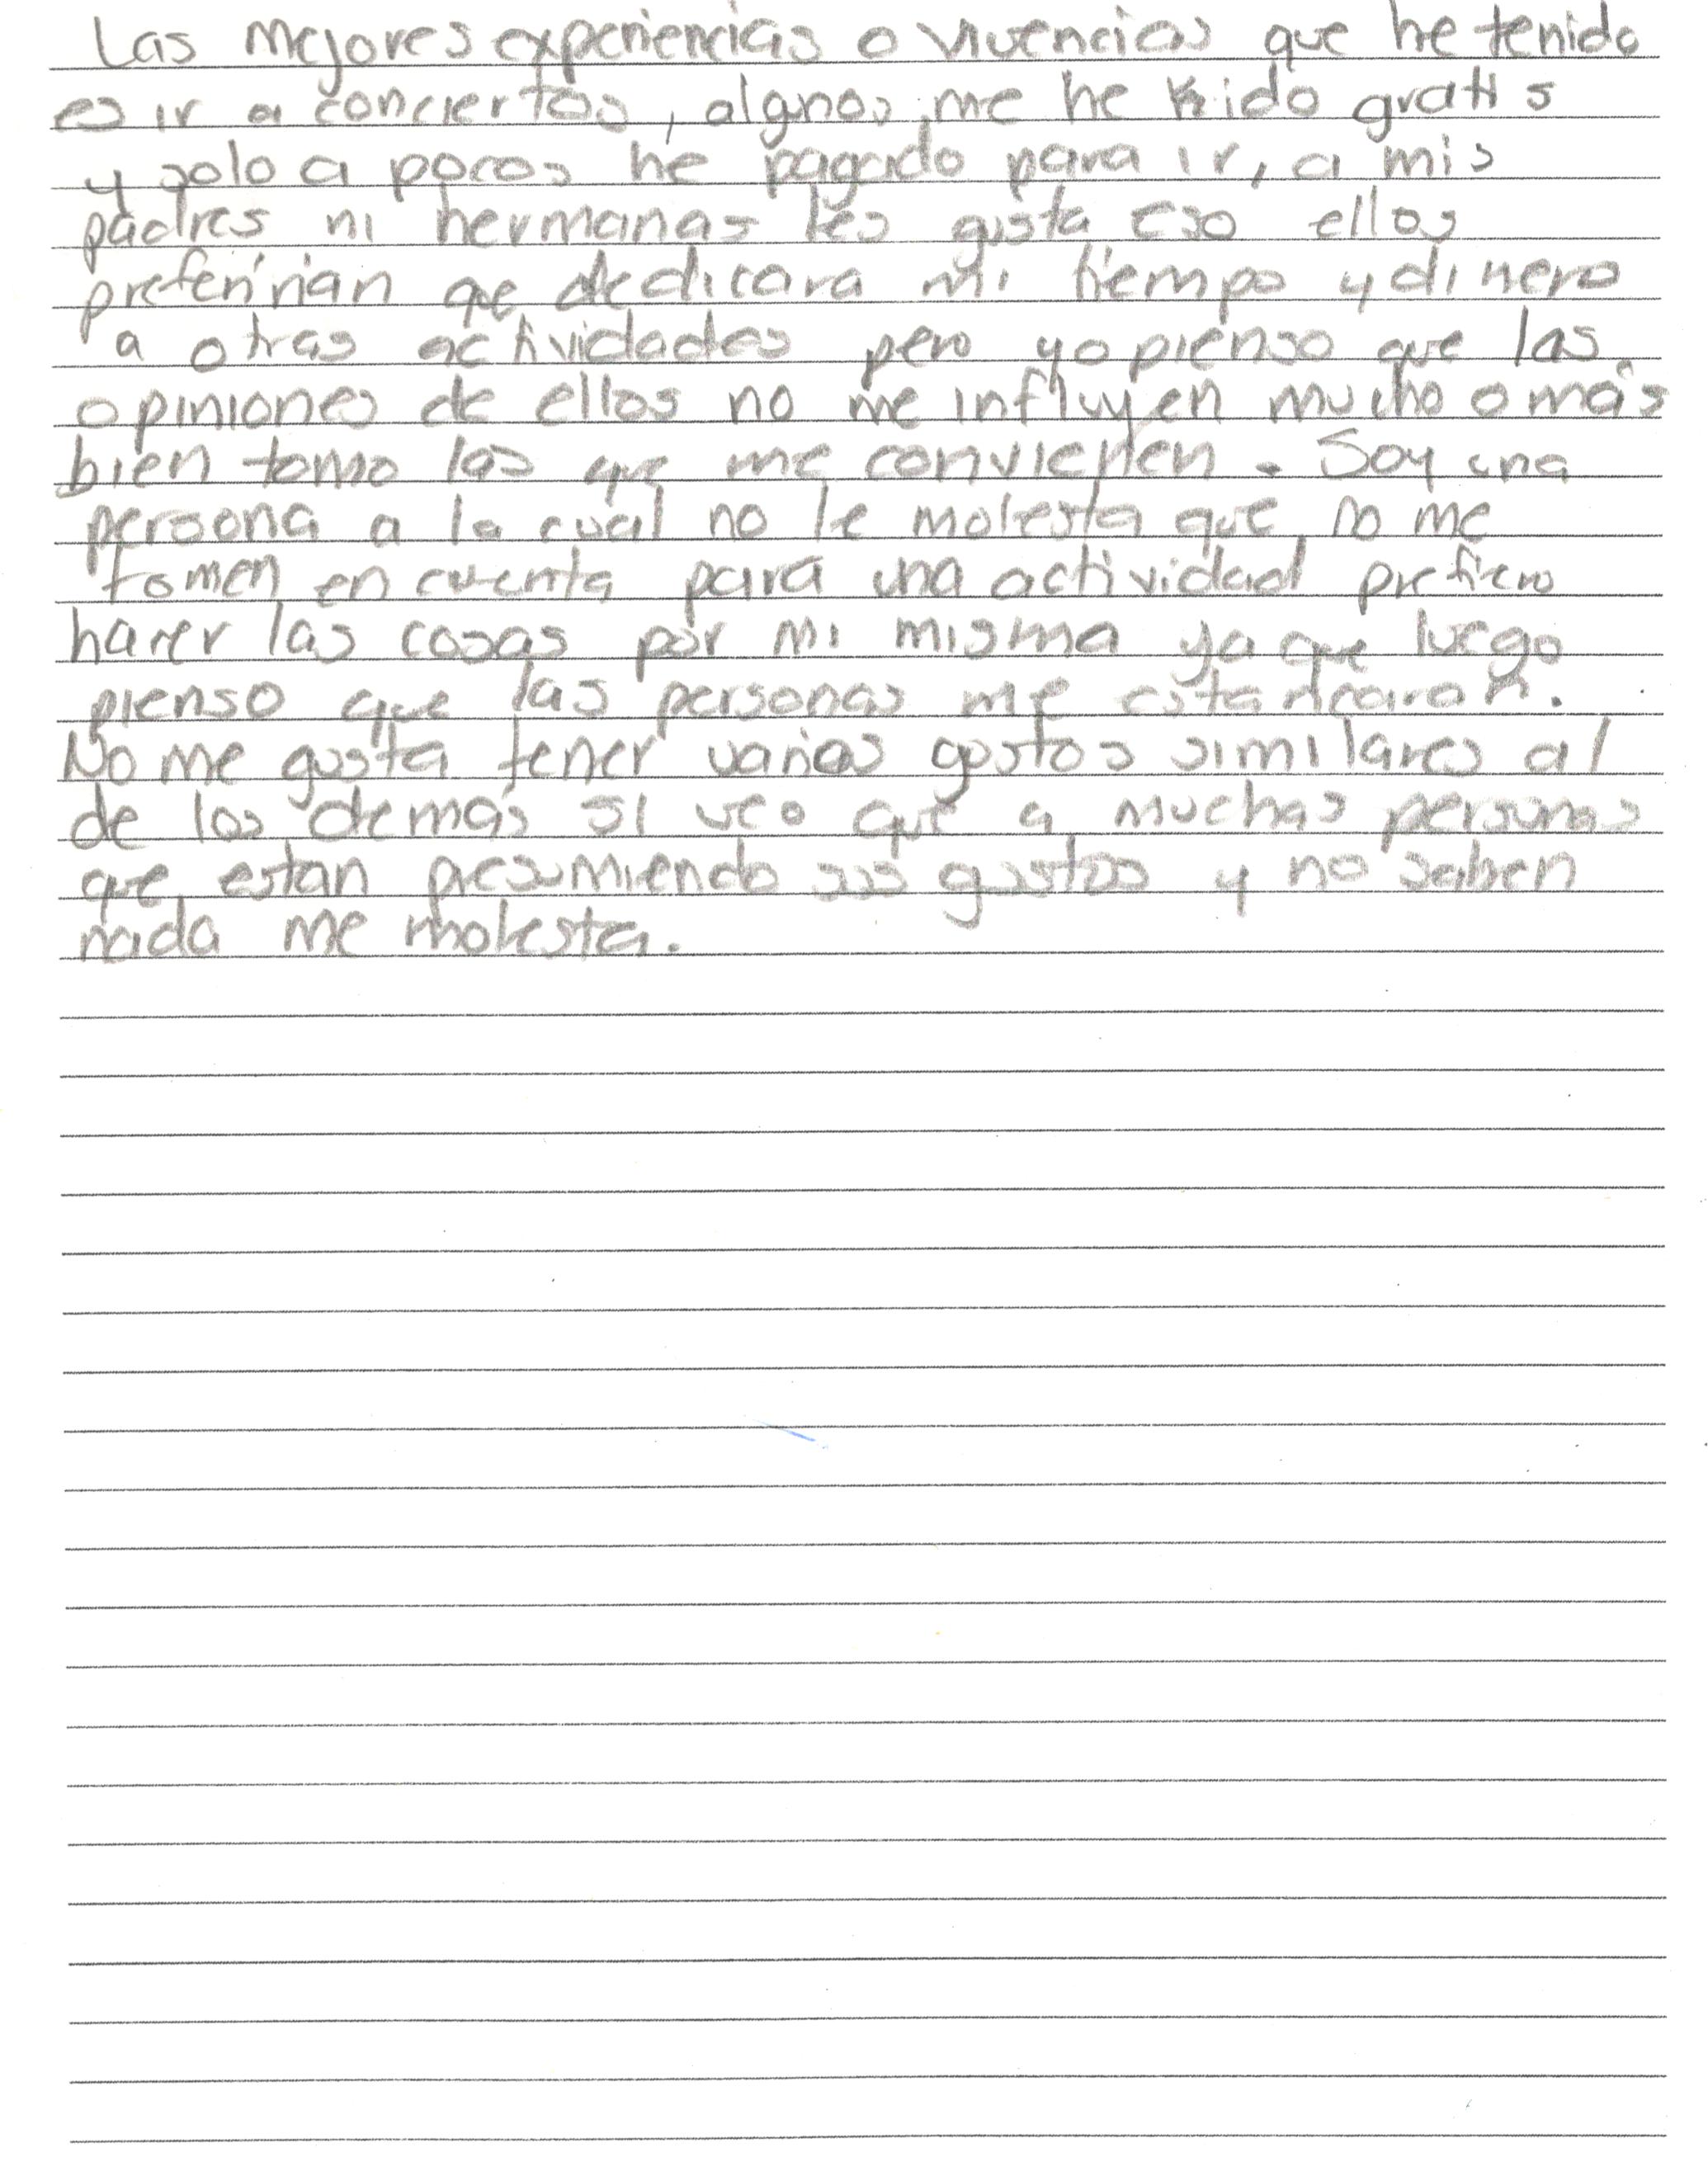 Las mejores experiencias o vivencias que he tenido
es ir a conciertos, algnos me he ido gratis
y solo a pocos he pagado para ir, a mis
padres ni hermanas les gusta eso ellos
preferirian que dedicara mi tiempo y dinero
a otras actividades pero yo pienso que las
opiniones de ellos no me influyen mucho o más
bien tomo las que me convienen. Soy una
persona a la cual no le molesta que no me
tomen en cuenta para una actividad prefiero
hacer las cosas por mi misma ya que luego
pienso que las personas me estancaron.
No me gusta tener varios gostos similares al
de los demás si veo que a muchas personas
que estan presumiendo sus gustos y no saben
nada me molesta.